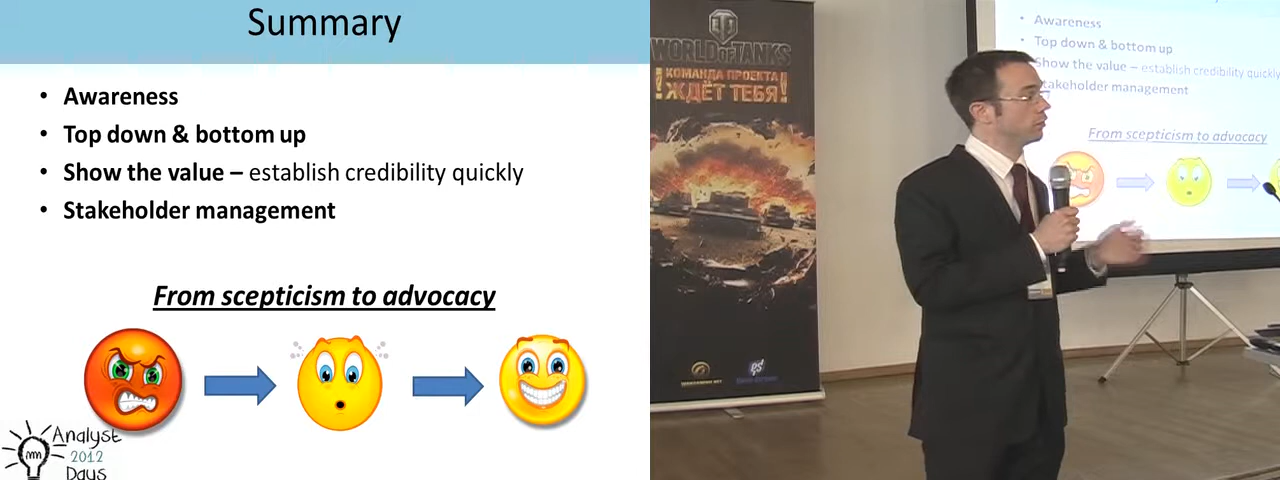 Summary
• Awareness
• Top down & bottom up
• Show the value – establish credibility quickly
• Stakeholder management
From scepticism to advocacy
Analyst
2012
Days
WORLD OF TANKS
! КОМАНДА ПРОЕКТА !
ЖДЁТ ТЕБЯ
WARGAMING.NET
• Awareness
• Top down & bottom up
Show the value – establish credibility quickly
Stakeholder management
From scepticism to advocacy